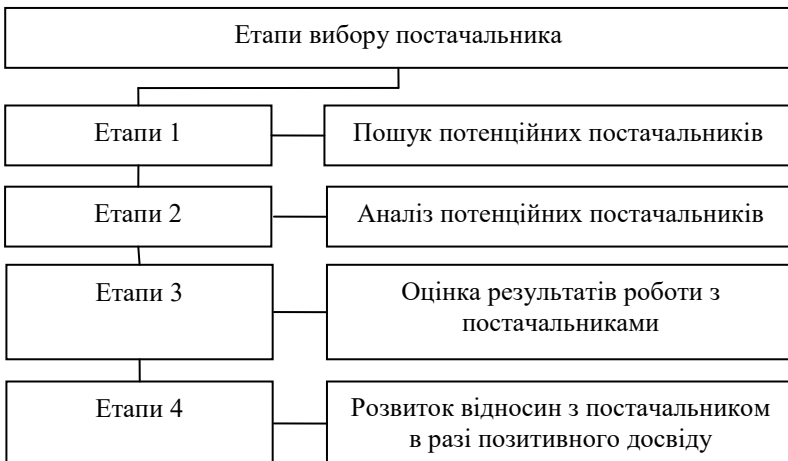 Етапи вибору постачальника
Етапи 1
Пошук потенційних постачальників
Етапи 2
Аналіз потенційних постачальників
Етапи 3
Оцінка результатів роботи з
постачальниками
Етапи 4
Розвиток відносин з постачальником
в разі позитивного досвіду